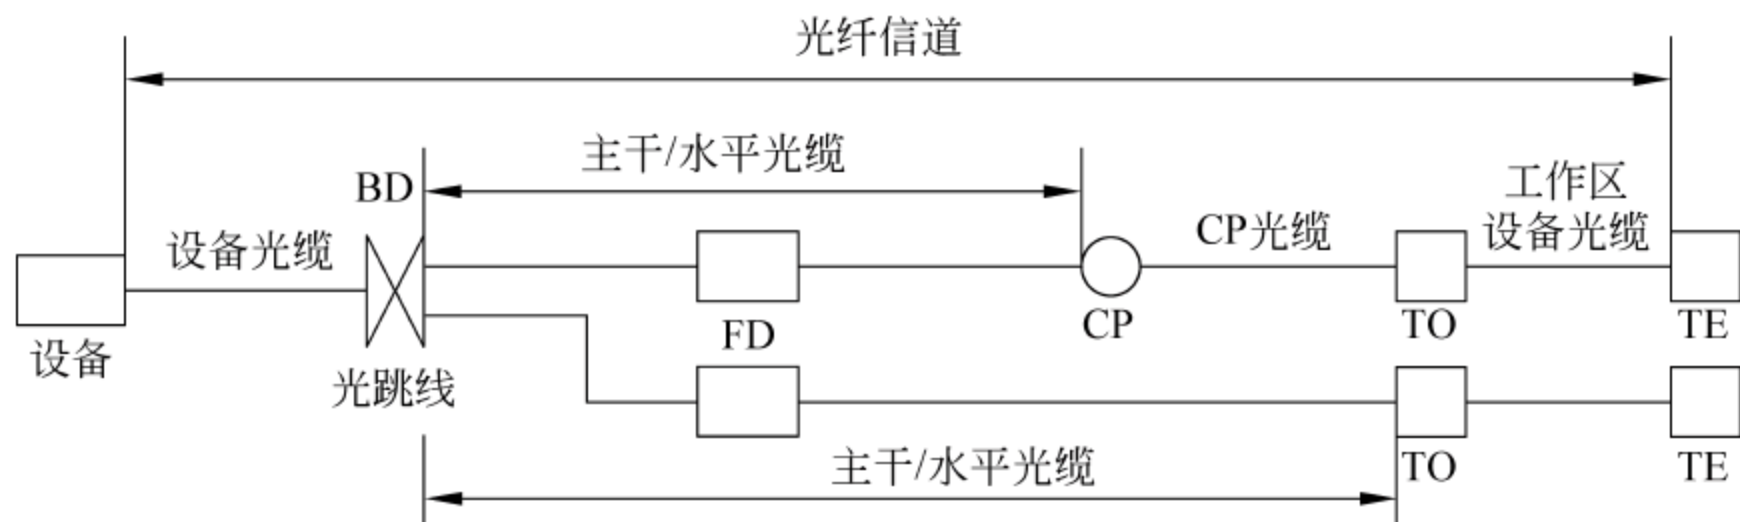 光纤信道
主干/水平光缆
BD
工作区
设备光缆
CP光缆
设备光缆
FD
CP
TO
TE
设备
光跳线
主干/水平光缆
TO
TE